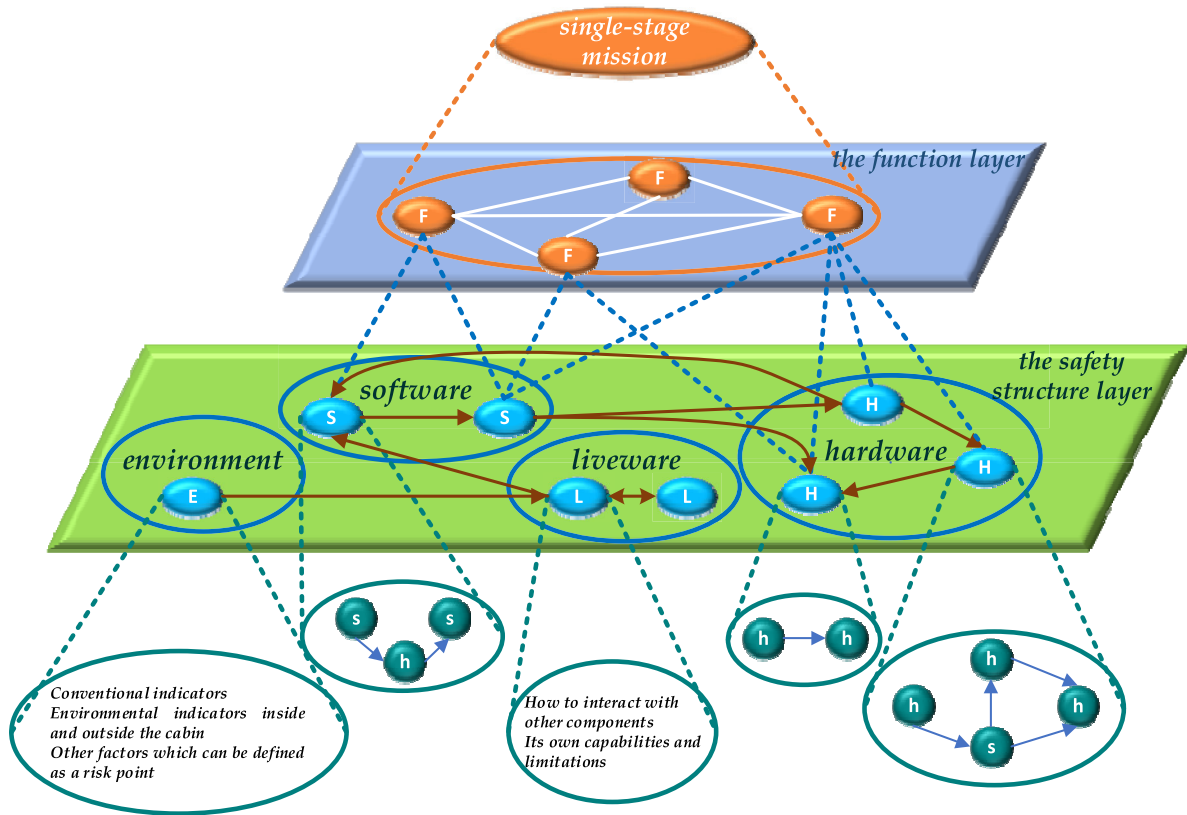 single-stage
mission
the function layer
F
F
F
F
the safety
structure layer
software
S
S
H
hardware
H
H
environment
E
liveware
L
L
s
s
h
h
h
h
h
h
s
Conventional indicators
Environmental indicators inside
and outside the cabin
Other factors which can be defined
as a risk point
How to interact with
other components
Its own capabilities and
limitations